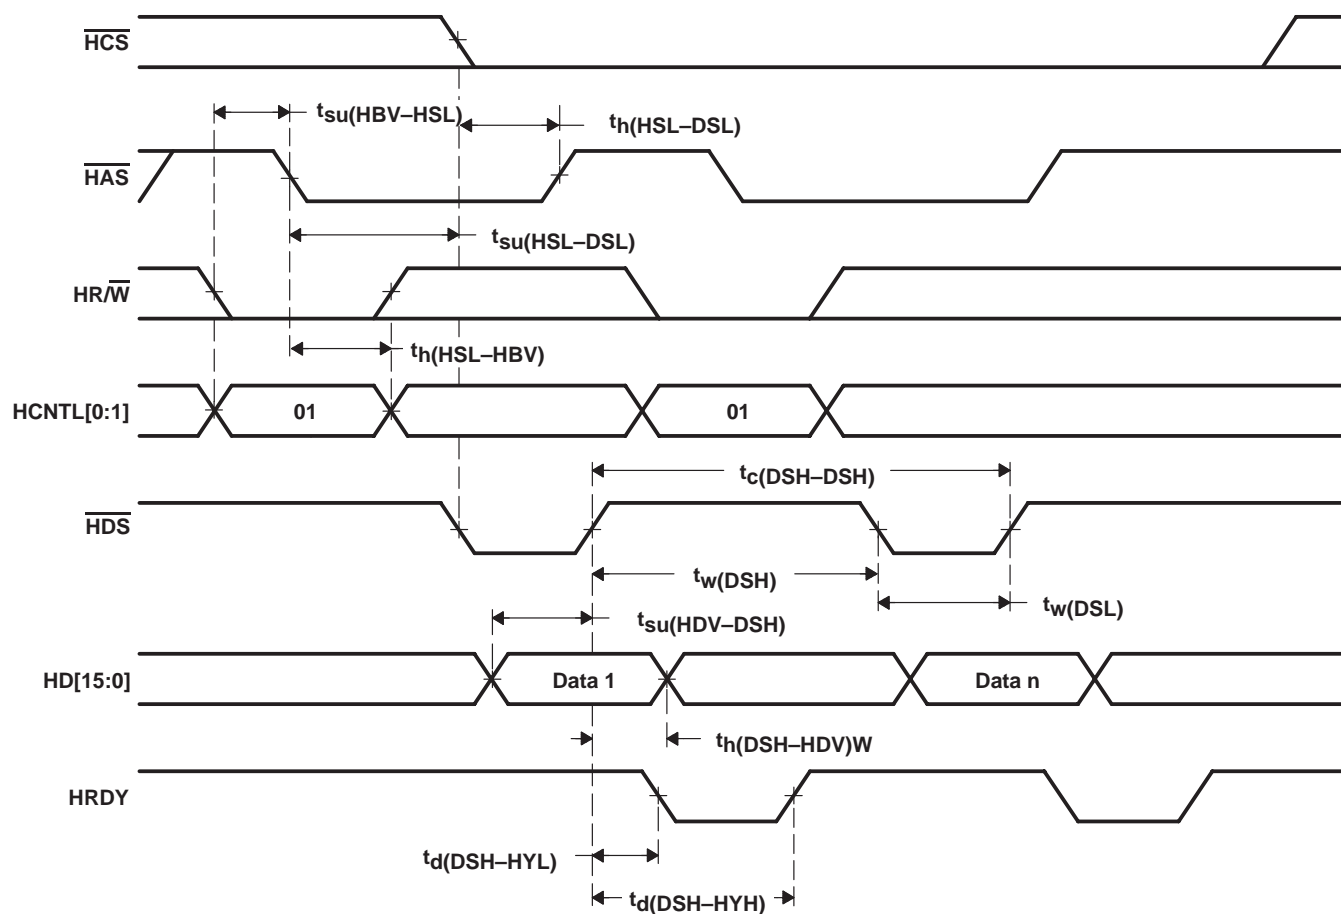 HCS
tsu(HBV–HSL)
th(HSL–DSL)
HAS
tsu(HSL–DSL)
HR/W
th(HSL–HBV)
HCNTL[0:1]
01
01
tc(DSH–DSH)
HDS
tw(DSH)
tw(DSL)
tsu(HDV–DSH)
HD[15:0]
Data 1
Data n
th(DSH–HDV)W
HRDY
td(DSH–HYL)
td(DSH–HYH)